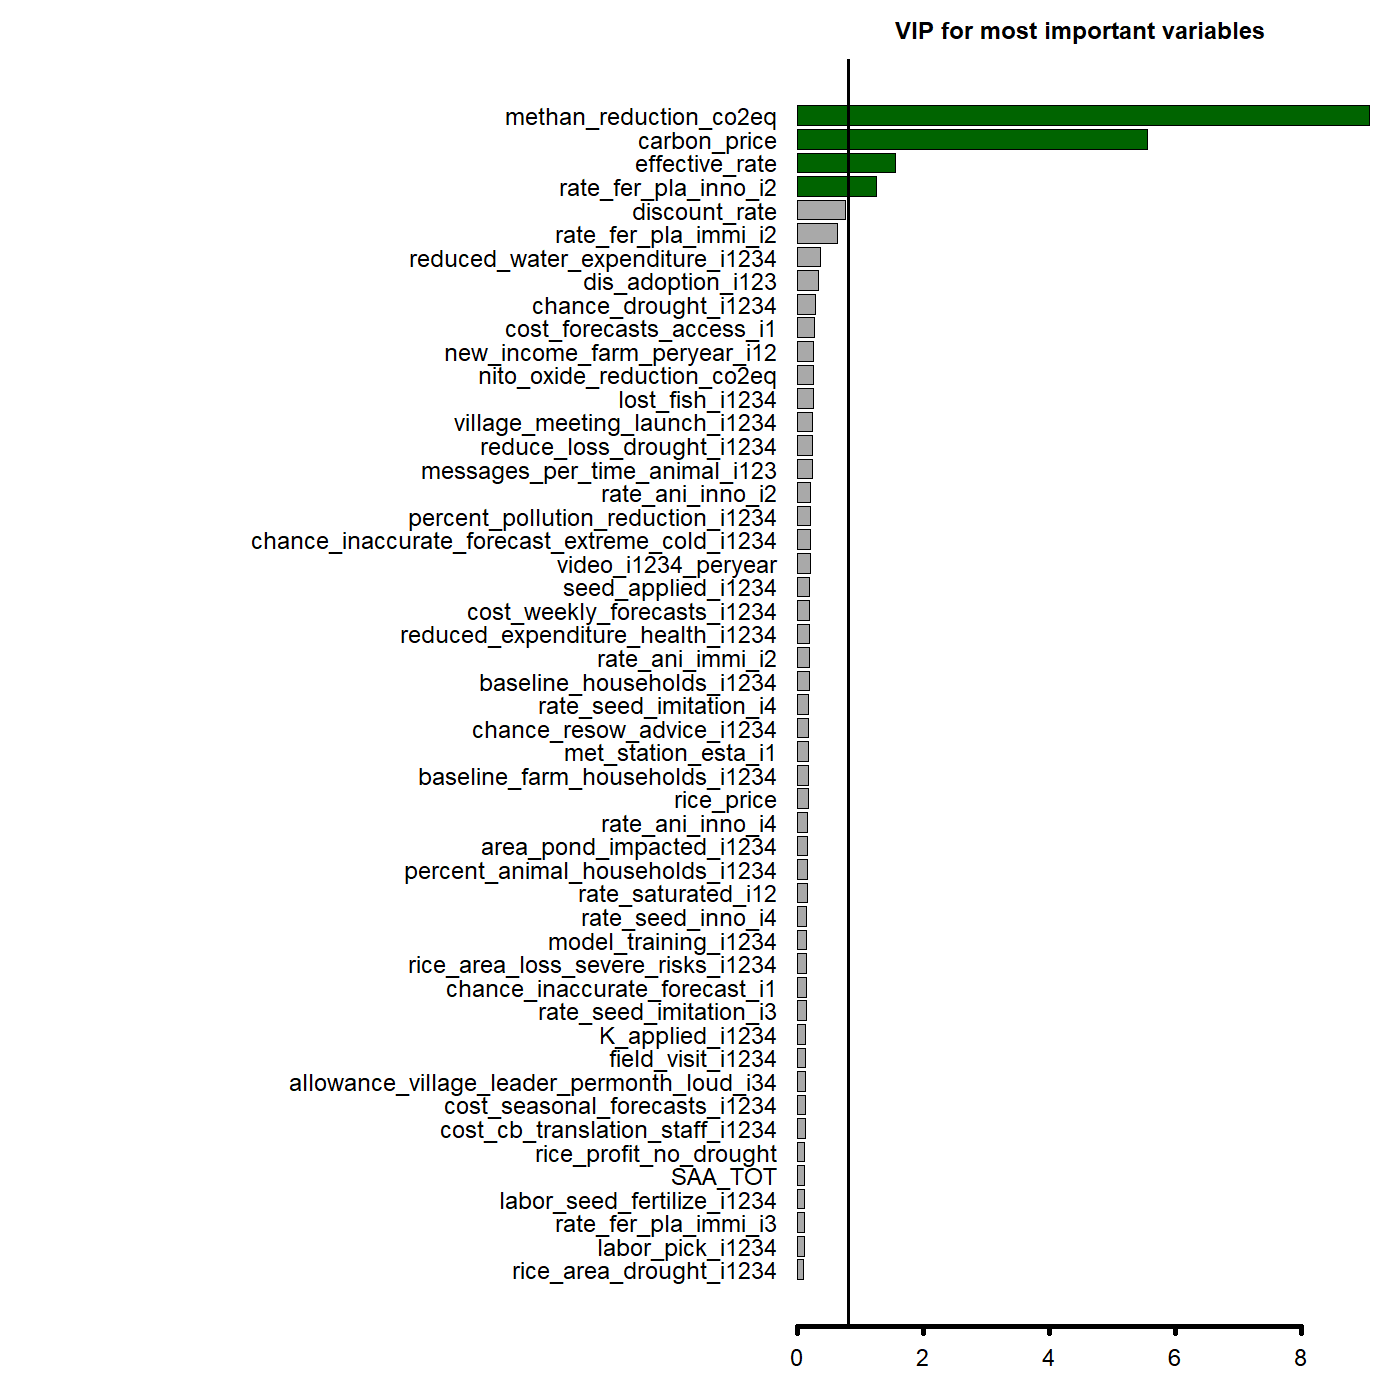 VIP for most important variables
methan_reduction_co2eq
carbon_price
effective_rate
rate_fer_pla_inno_i2
discount_rate
rate_fer_pla_immi_i2
reduced_water_expenditure_i1234
dis_adoption_i123
chance_drought_i1234
cost_forecasts_access_i1
new_income_farm_peryear_i12
nito_oxide_reduction_co2eq
lost_fish_i1234
village_meeting_launch_i1234
reduce_loss_drought_i1234
messages_per_time_animal_i123
rate_ani_inno_i2
percent_pollution_reduction_i1234
chance_inaccurate_forecast_extreme_cold_i1234
video_i1234_peryear
seed_applied_i1234
cost_weekly_forecasts_i1234
reduced_expenditure_health_i1234
rate_ani_immi_i2
baseline_households_i1234
rate_seed_imitation_i4
chance_resow_advice_i1234
met_station_esta_i1
baseline_farm_households_i1234
rice_price
rate_ani_inno_i4
area_pond_impacted_i1234
percent_animal_households_i1234
rate_saturated_i12
rate_seed_inno_i4
model_training_i1234
rice_area_loss_severe_risks_i1234
chance_inaccurate_forecast_i1
rate_seed_imitation_i3
K_applied_i1234
field_visit_i1234
allowance_village_leader_permonth_loud_i34
cost_seasonal_forecasts_i1234
cost_cb_translation_staff_i1234
rice_profit_no_drought
SAA_TOT
labor_seed_fertilize_i1234
rate_fer_pla_immi_i3
labor_pick_i1234
rice_area_drought_i1234
0 2 4 6 8